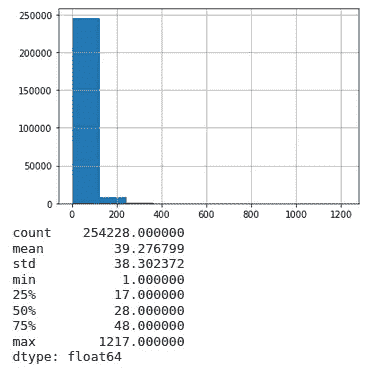 250000
200000
150000
100000
50000
0
0 200 400 600 800 1000 1200
count 254228.000000
mean 39.276799
std 38.302372
min 1.000000
25% 17.000000
50% 28.000000
75% 48.000000
max 1217.000000
dtype: float64